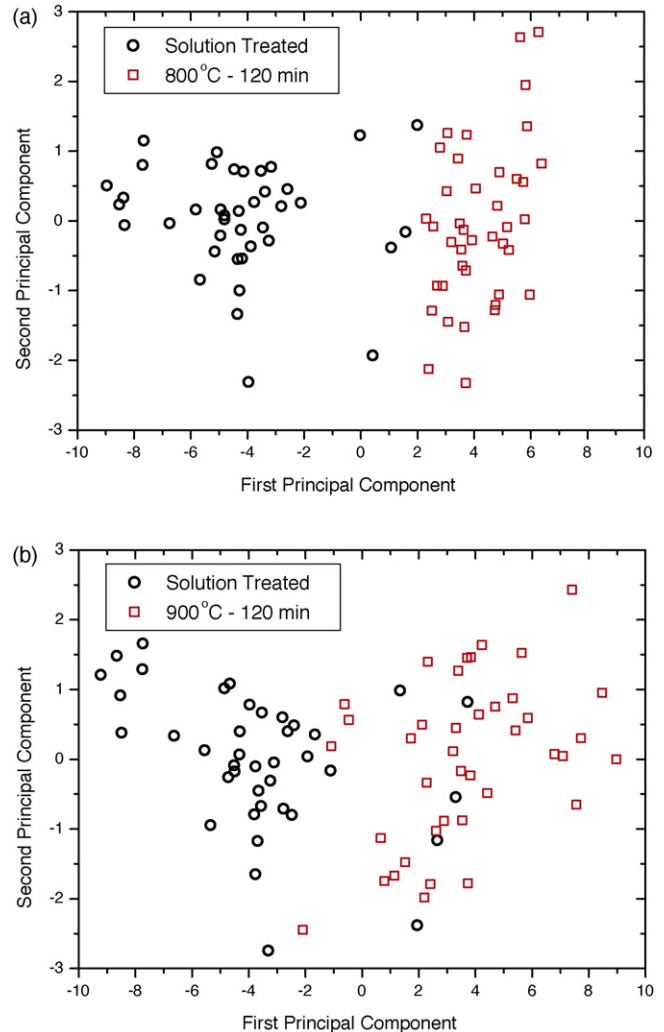 (a)
3
2
1
0
-1
-2
-3
Second Principal Component
Solution Treated
800°C - 120 min
-10 -8 -6 -4 -2 0 2 4 6 8 10
First Principal Component
(b)
3
2
1
0
-1
-2
-3
Second Principal Component
Solution Treated
900°C - 120 min
-10 -8 -6 -4 -2 0 2 4 6 8 10
First Principal Component